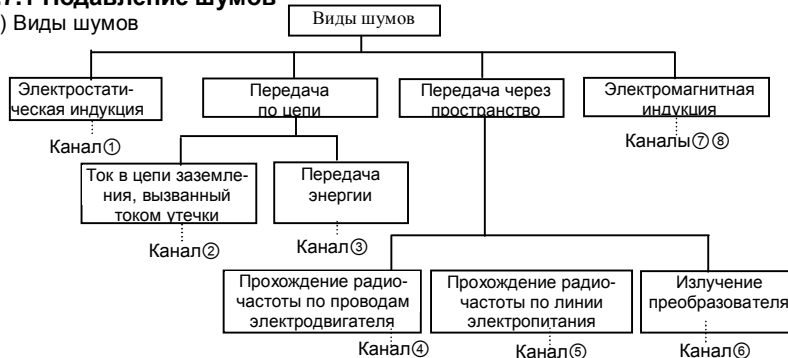 .7.1 Подавление шумов
) Виды шумов
Виды шумов
Электростати-
ческая индукция
Передача
по цепи
Передача через
пространство
Электромагнитная
индукция
Канал①
Каналы⑦⑧
Ток в цепи заземле-
ния, вызванный
током утечки
Передача
энергии
Канал②
Канал③
Прохождение радио-
частоты по проводам
электродвигателя
Прохождение радио-
частоты по линии
электропитания
Излучение
преобразователя
Канал④
Канал⑤
Канал⑥